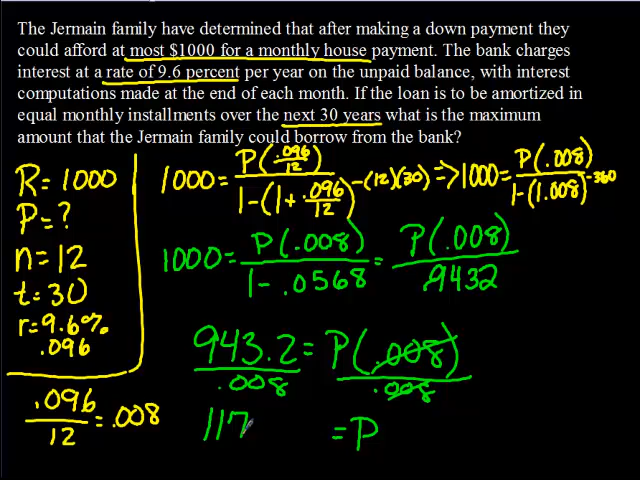 The Jermain family have determined that after making a down payment they
could afford at most $1000 for a monthly house payment. The bank charges
interest at a rate of 9.6 percent per year on the unpaid balance, with interest
computations made at the end of each month. If the loan is to be amortized in
equal monthly installments over the next 30 years what is the maximum
amount that the Jermain family could borrow from the bank?
R = 1000
P = ?
n = 12
t = 30
r = 9.6%
.096
.096/12 = .008
1000 = P(.096/12) / 1-(1+.096/12)^-(12)(30) => 1000 = P(.008) / 1-(1.008)^-360
1000 = P(.008) / 1-.0568 = P(.008) / .9432
943.2/.008 = P(.008)/.008
117 = P